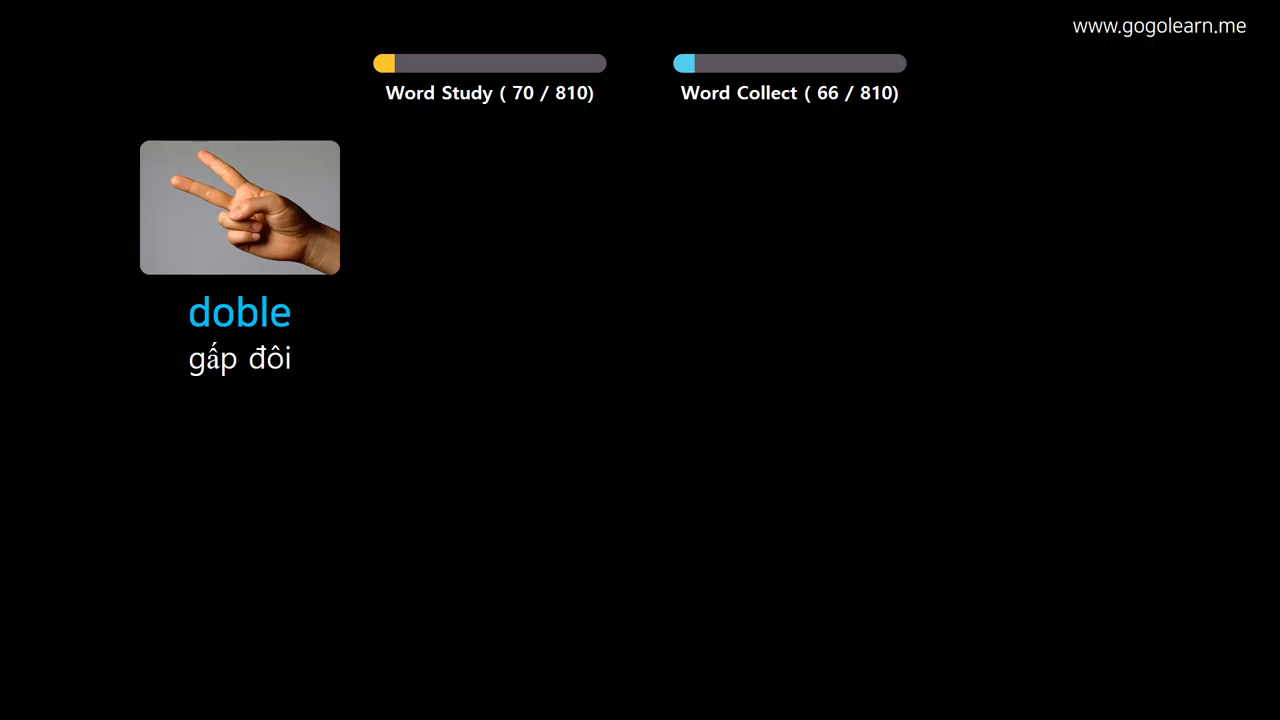 www.gogolearn.me
Word Study ( 70 / 810)
Word Collect ( 66 / 810)
doble
gấp đôi